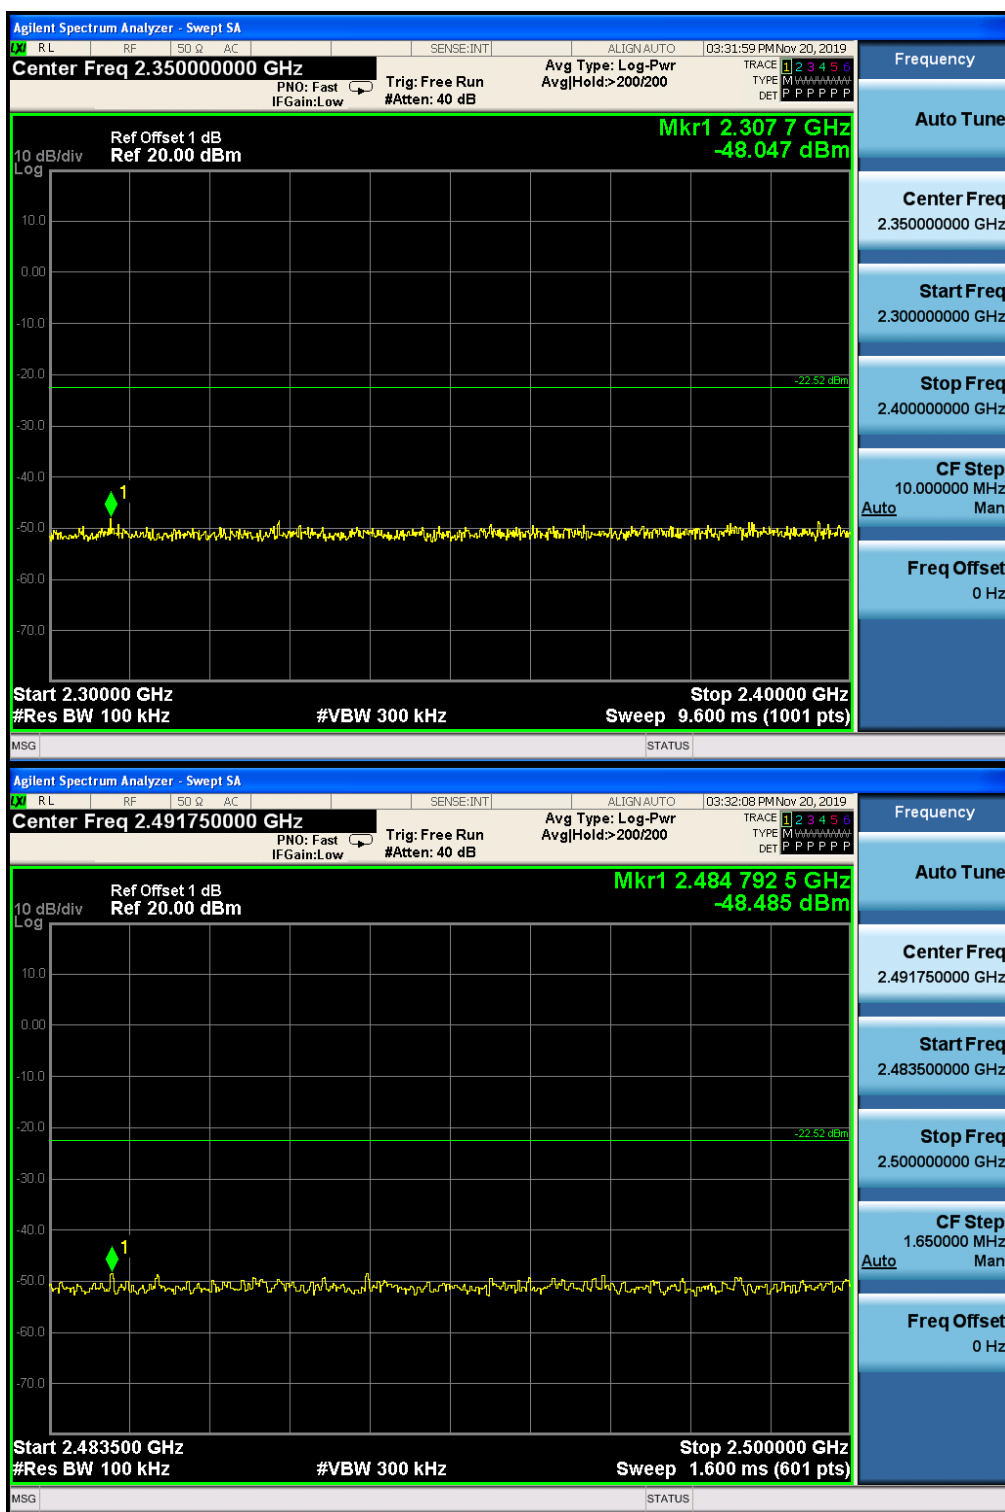 Agilent Spectrum Analyzer - Swept SA
LXI RL RF 50 Ω AC SENSE:INT ALIGN AUTO 03:31:59 PM Nov 20, 2019
Center Freq 2.350000000 GHz
PNO: Fast
IFGain:Low
Trig: Free Run
#Atten: 40 dB
Avg Type: Log-Pwr
Avg|Hold:>200/200
TRACE 1 2 3 4 5 6
TYPE M WWWWW
DET P P P P P P
Mkr1 2.307 7 GHz
-48.047 dBm
Ref Offset 1 dB
10 dB/div Ref 20.00 dBm
Log
10.0
0.00
-10.0
-20.0
-22.52 dBm
-30.0
-40.0
1
-50.0
-60.0
-70.0
Start 2.30000 GHz Stop 2.40000 GHz
#Res BW 100 kHz #VBW 300 kHz Sweep 9.600 ms (1001 pts)
MSG STATUS
Frequency
Auto Tune
Center Freq
2.350000000 GHz
Start Freq
2.300000000 GHz
Stop Freq
2.400000000 GHz
CF Step
10.000000 MHz
Auto Man
Freq Offset
0 Hz
Agilent Spectrum Analyzer - Swept SA
LXI RL RF 50 Ω AC SENSE:INT ALIGN AUTO 03:32:08 PM Nov 20, 2019
Center Freq 2.491750000 GHz
PNO: Fast
IFGain:Low
Trig: Free Run
#Atten: 40 dB
Avg Type: Log-Pwr
Avg|Hold:>200/200
TRACE 1 2 3 4 5 6
TYPE M WWWWW
DET P P P P P P
Mkr1 2.484 792 5 GHz
-48.485 dBm
Ref Offset 1 dB
10 dB/div Ref 20.00 dBm
Log
10.0
0.00
-10.0
-20.0
-22.52 dBm
-30.0
-40.0
1
-50.0
-60.0
-70.0
Start 2.483500 GHz Stop 2.500000 GHz
#Res BW 100 kHz #VBW 300 kHz Sweep 1.600 ms (601 pts)
MSG STATUS
Frequency
Auto Tune
Center Freq
2.491750000 GHz
Start Freq
2.483500000 GHz
Stop Freq
2.500000000 GHz
CF Step
1.650000 MHz
Auto Man
Freq Offset
0 Hz